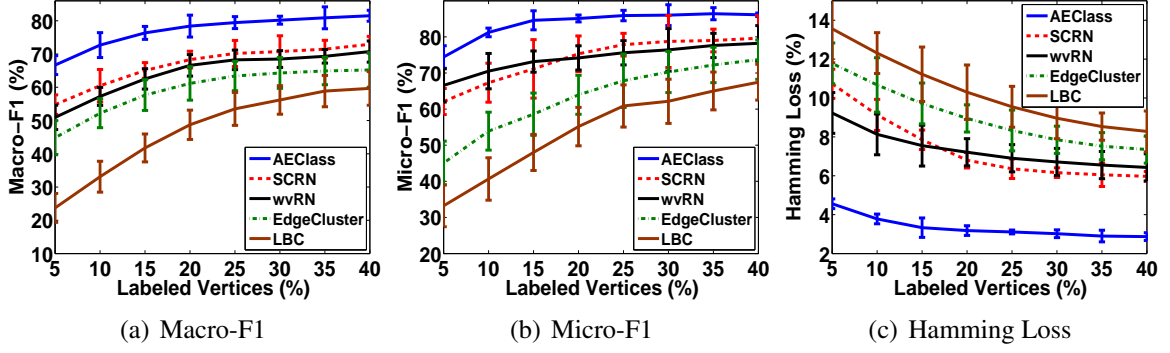 Macro−F1 (%)
80
70
60
50
40
30
20
10
5 10 15 20 25 30 35 40
Labeled Vertices (%)
AEClass
SCRN
wvRN
EdgeCluster
LBC
(a) Macro-F1
Micro−F1 (%)
80
70
60
50
40
30
20
5 10 15 20 25 30 35 40
Labeled Vertices (%)
AEClass
SCRN
wvRN
EdgeCluster
LBC
(b) Micro-F1
Hamming Loss (%)
14
12
10
8
6
4
2
5 10 15 20 25 30 35 40
Labeled Vertices (%)
AEClass
SCRN
wvRN
EdgeCluster
LBC
(c) Hamming Loss